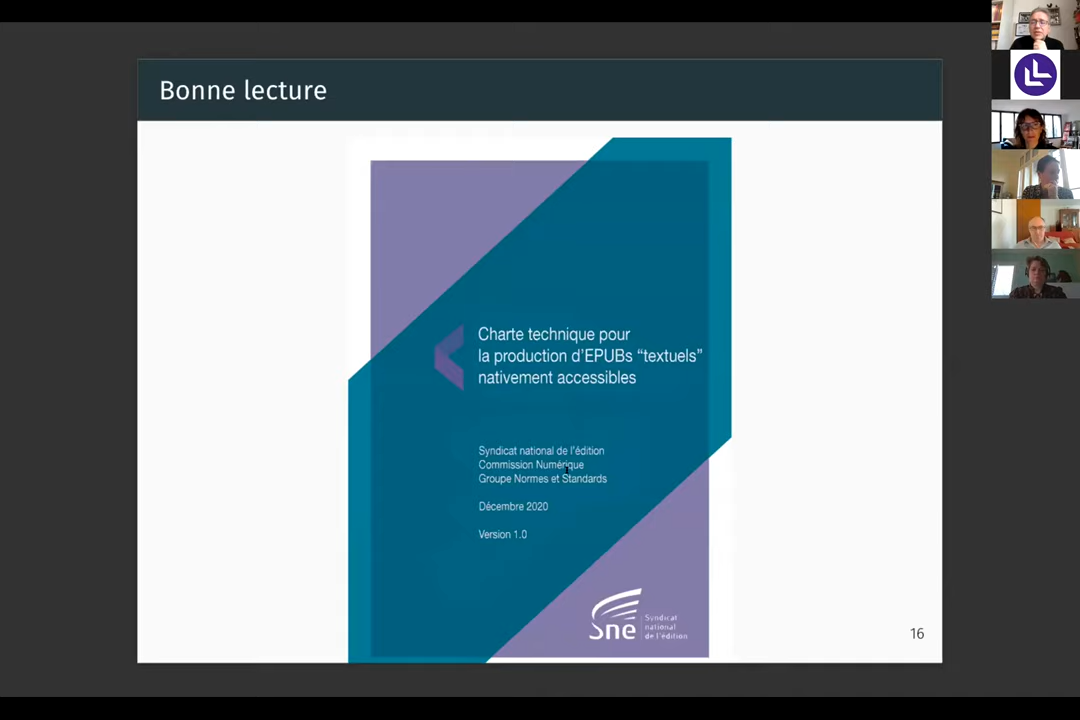 Bonne lecture
Charte technique pour
la production d'EPUBs “textuels”
nativement accessibles
Syndicat national de l'édition
Commission Numérique
Groupe Normes et Standards
Décembre 2020
Version 1.0
Sne
Syndicat
national
de l'édition
16